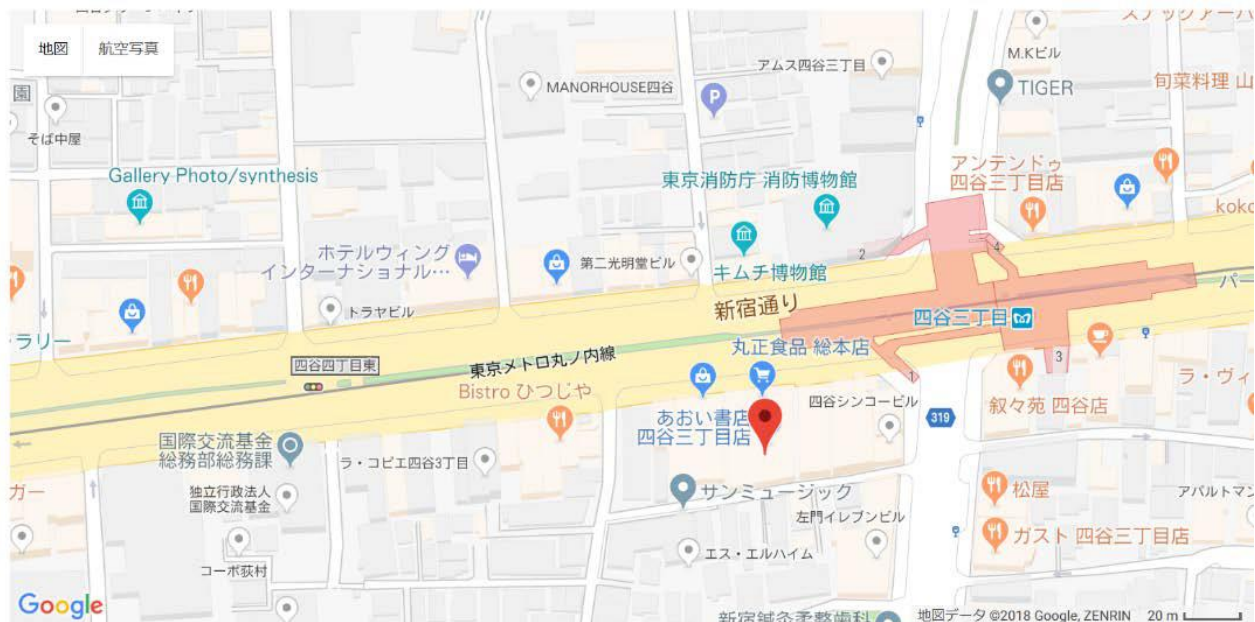 地図 航空写真
園
そば中屋
MANORHOUSE四谷
P
アムス四谷三丁目
M.Kビル
TIGER
旬菜料理 山
Gallery Photo/synthesis
東京消防庁 消防博物館
アンテンドゥ
四谷三丁目店
koko
ホテルウィング
インターナショナル…
第二光明堂ビル
キムチ博物館
2
4
新宿通り
パー
トラヤビル
四谷三丁目
ラリー
丸正食品 総本店
四谷四丁目東
東京メトロ丸ノ内線
3
1
Bistro ひつじや
あおい書店
四谷三丁目店
四谷シンコービル
319
叙々苑 四谷店
ラ・ヴィ
国際交流基金
総務部総務課
ラ・コピエ四谷3丁目
ガー
独立行政法人
国際交流基金
サンミュージック
松屋
アパルトマン
左門イレブンビル
エス・エルハイム
ガスト 四谷三丁目店
コーポ荻村
Google
新宿鍼灸柔整歯科
地図データ ©2018 Google, ZENRIN 20 m